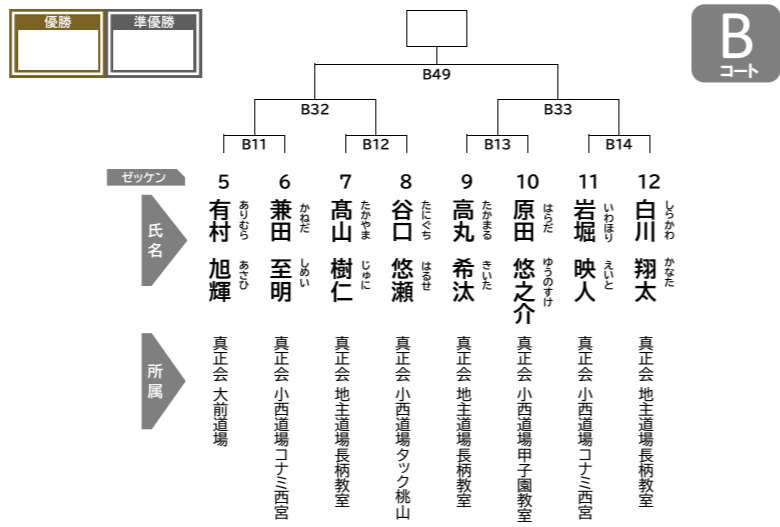 優勝
準優勝
B
コート
B49
B32
B33
B11
B12
B13
B14
ゼッケン
5
6
7
8
9
10
11
12
氏名
有村 旭輝
ありむら あさひ
兼田 至明
かねだ しめい
髙山 樹仁
たかやま じゅに
谷口 悠瀬
たにぐち はるせ
高丸 希汰
たかまる きいた
原田 悠之介
はらだ ゆうのすけ
岩堀 映人
いわほり えいと
白川 翔太
しらかわ かなた
所属
真正会 大前道場
真正会 小西道場コナミ西宮
真正会 地主道場長柄教室
真正会 小西道場タック桃山
真正会 地主道場長柄教室
真正会 小西道場甲子園教室
真正会 小西道場コナミ西宮
真正会 地主道場長柄教室